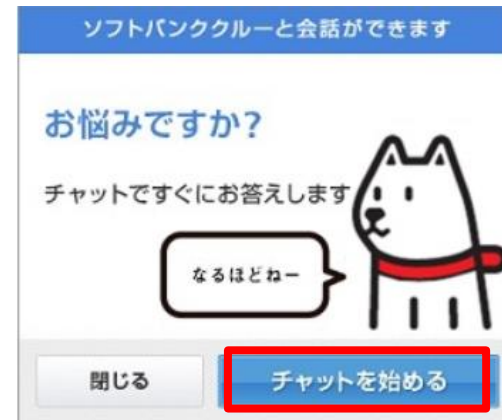 ソフトバンククルーと会話ができます
お悩みですか?
チャットですぐにお答えします
なるほどねー
閉じる
チャットを始める